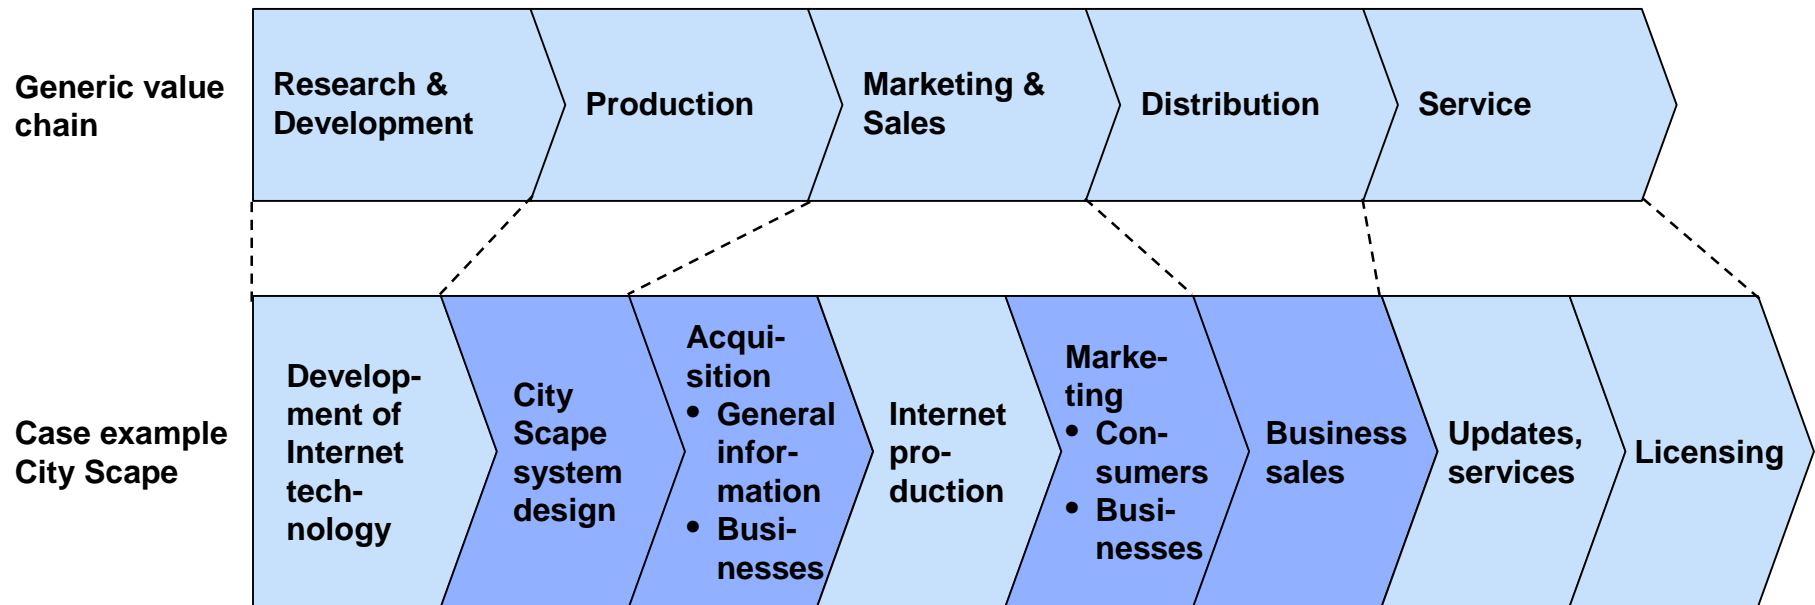 Generic value
chain
Research &
Development
Production
Marketing &
Sales
Distribution
Service
Case example
City Scape
Develop-
ment of
Internet
tech-
nology
City
Scape
system
design
Acqui-
sition
• General
infor-
mation
• Busi-
nesses
Internet
pro-
duction
Marke-
ting
• Con-
sumers
• Busi-
nesses
Business
sales
Updates,
services
Licensing